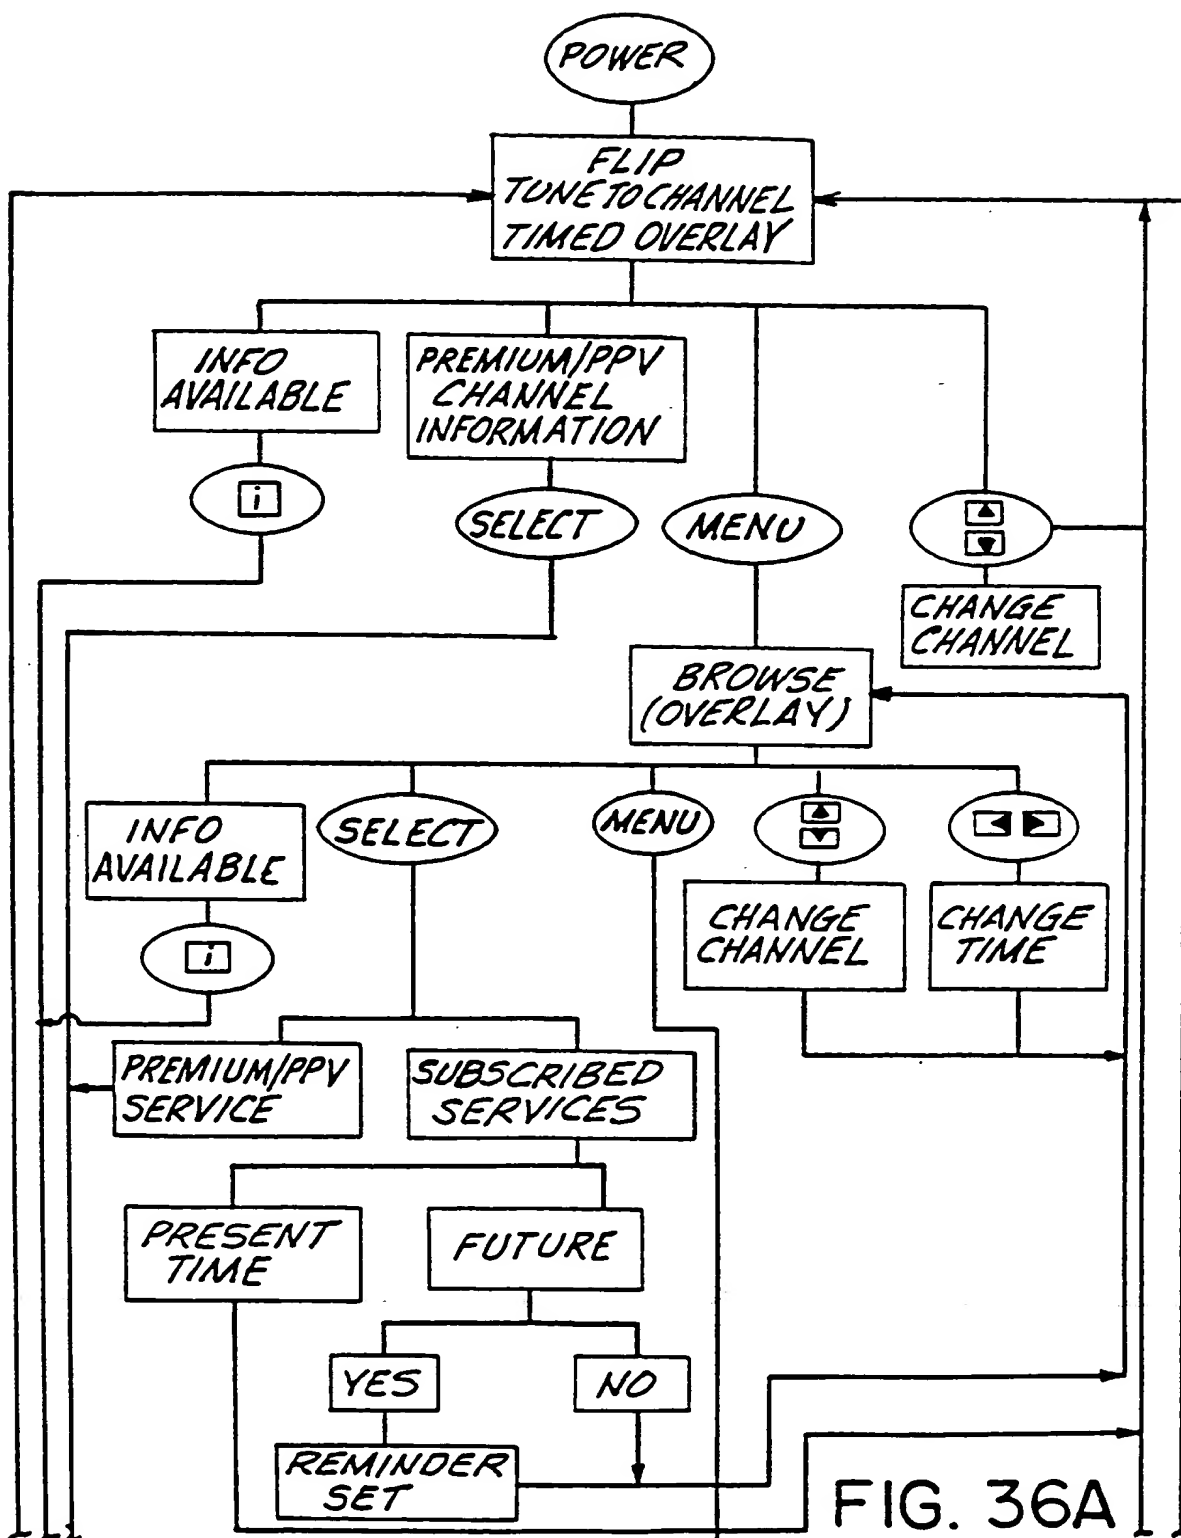 POWER
FLIP
TUNE TO CHANNEL
TIMED OVERLAY
INFO
AVAILABLE
PREMIUM/PPV
CHANNEL
INFORMATION
i
SELECT
MENU
CHANGE
CHANNEL
BROWSE
(OVERLAY)
INFO
AVAILABLE
SELECT
MENU
CHANGE
CHANNEL
CHANGE
TIME
i
PREMIUM/PPV
SERVICE
SUBSCRIBED
SERVICES
PRESENT
TIME
FUTURE
YES
NO
REMINDER
SET
FIG. 36A